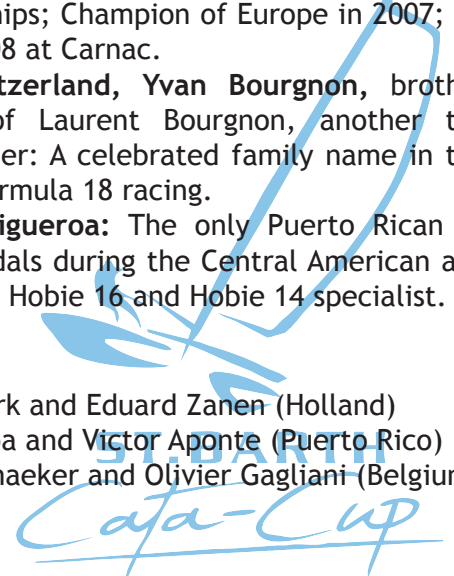 ips; Champion of Europe in 2007;
8 at Carnac.
tzerland, Yvan Bourgnon, broth
of Laurent Bourgnon, another t
er: A celebrated family name in t
rmula 18 racing.
igueroa: The only Puerto Rican
dals during the Central American a
Hobie 16 and Hobie 14 specialist.
rk and Eduard Zanen (Holland)
a and Victor Aponte (Puerto Rico)
naeker and Olivier Gagliani (Belgiu
ST. BARTH
Cata-Cup